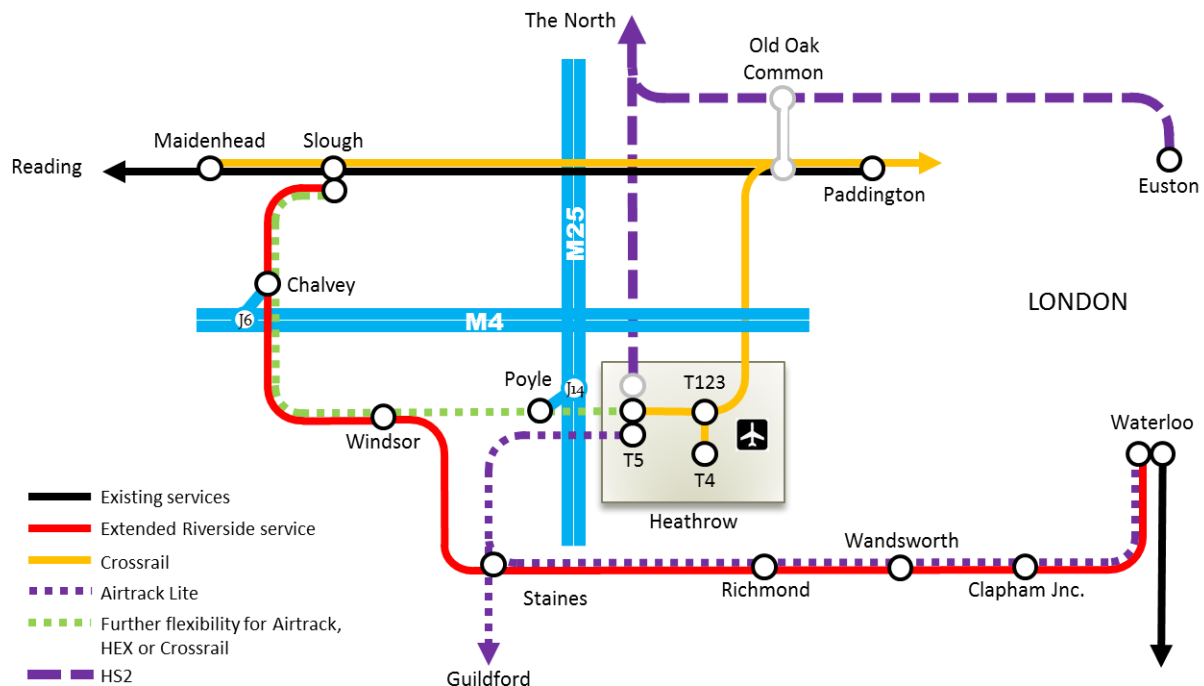 The North
Old Oak
Common
Maidenhead
Slough
Reading
Paddington
Euston
M25
Chalvey
LONDON
J6
M4
Poyle
J14
T123
Windsor
T5
T4
Waterloo
Heathrow
Existing services
Extended Riverside service
Crossrail
Airtrack Lite
Further flexibility for Airtrack,
HEX or Crossrail
HS2
Wandsworth
Staines
Richmond
Clapham Jnc.
Guildford